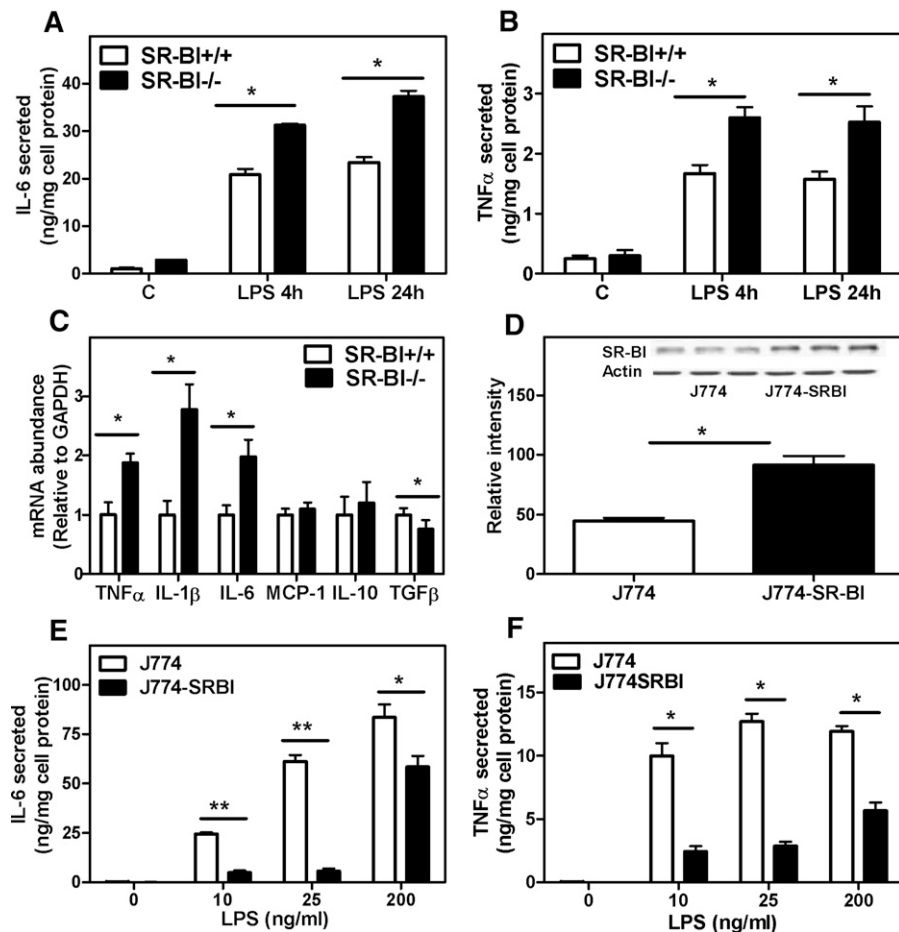 A
SR-BI+/+
SR-BI-/-
IL-6 secreted
(ng/mg cell protein)
40
30
20
10
0
*
*
C
LPS 4h
LPS 24h
B
SR-BI+/+
SR-BI-/-
TNFα secreted
(ng/mg cell protein)
4
3
2
1
0
*
*
C
LPS 4h
LPS 24h
C
SR-BI+/+
SR-BI-/-
mRNA abundance
(Relative to GAPDH)
3
2
1
0
*
*
*
*
TNFα
IL-1β
IL-6
MCP-1
IL-10
TGFβ
D
SR-BI
Actin
J774
J774-SRBI
Relative intensity
150
100
50
0
*
J774
J774-SR-BI
E
J774
J774-SRBI
IL-6 secreted
(ng/mg cell protein)
100
75
50
25
0
**
**
*
0
10
25
200
LPS (ng/ml)
F
J774
J774SRBI
TNFα secrected
(ng/mg cell protein)
15
10
5
0
*
*
*
0
10
25
200
LPS (ng/ml)